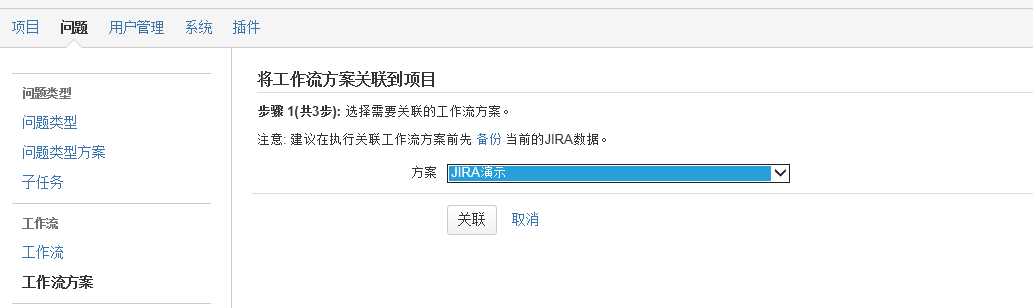 项目 问题 用户管理 系统 插件
问题类型
问题类型
问题类型方案
子任务
工作流
工作流
工作流方案
将工作流方案关联到项目
步骤 1(共3步): 选择需要关联的工作流方案。
注意: 建议在执行关联工作流方案前先 备份 当前的JIRA数据。
方案 JIRA演示
关联 取消